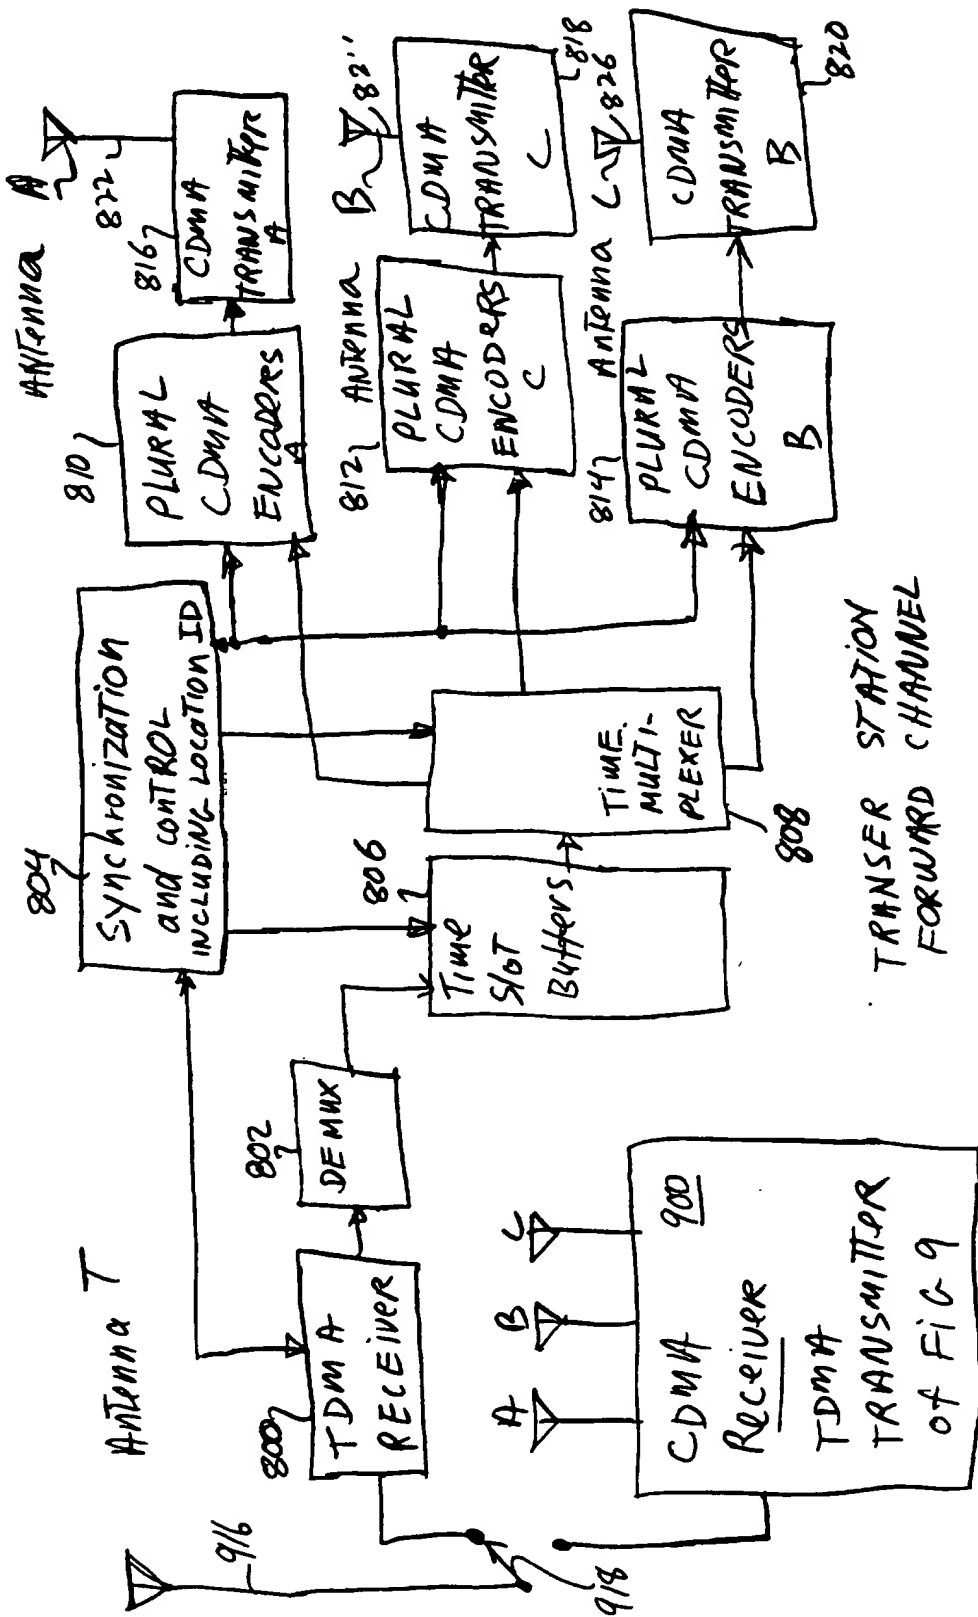 Antenna T
916
918
800
TDMA
RECEIVER
802
DEMUX
804
Synchronization
and CONTROL
INCLUDING LOCATION ID
806
Time
SloT
Buffers
808
TIME
MULTI-
PLEXER
810
PLURAL
CDMA
ENCODERS
A
ANTenna A
822
816
CDMA
TRANSMITTER
A
812
PLURAL
CDMA
ENCODERS
C
ANTenna B
82''
CDMA
TRANSMITTER
C
818
814
PLURAL
CDMA
ENCODERS
B
ANTenna C
826
CDMA
TRANSMITTER
B
820
A
B
C
CDMA 900
Receiver
TDMA
TRANSMITTER
of FIG 9
TRANSER STATION
FORWARD CHANNEL